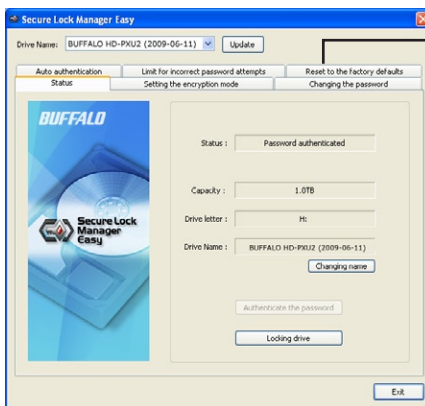 Secure Lock Manager Easy
Drive Name: BUFFALO HD-PXU2 (2009-06-11) Update
Auto authentication Limit for incorrect password attempts Reset to the factory defaults
Status Setting the encryption mode Changing the password
BUFFALO
Status : Password authenticated
Capacity : 1.0TB
Secure Lock
Manager
Easy
Drive letter : H:
Drive Name : BUFFALO HD-PXU2 (2009-06-11)
Changing name
Authenticate the password
Locking drive
Exit